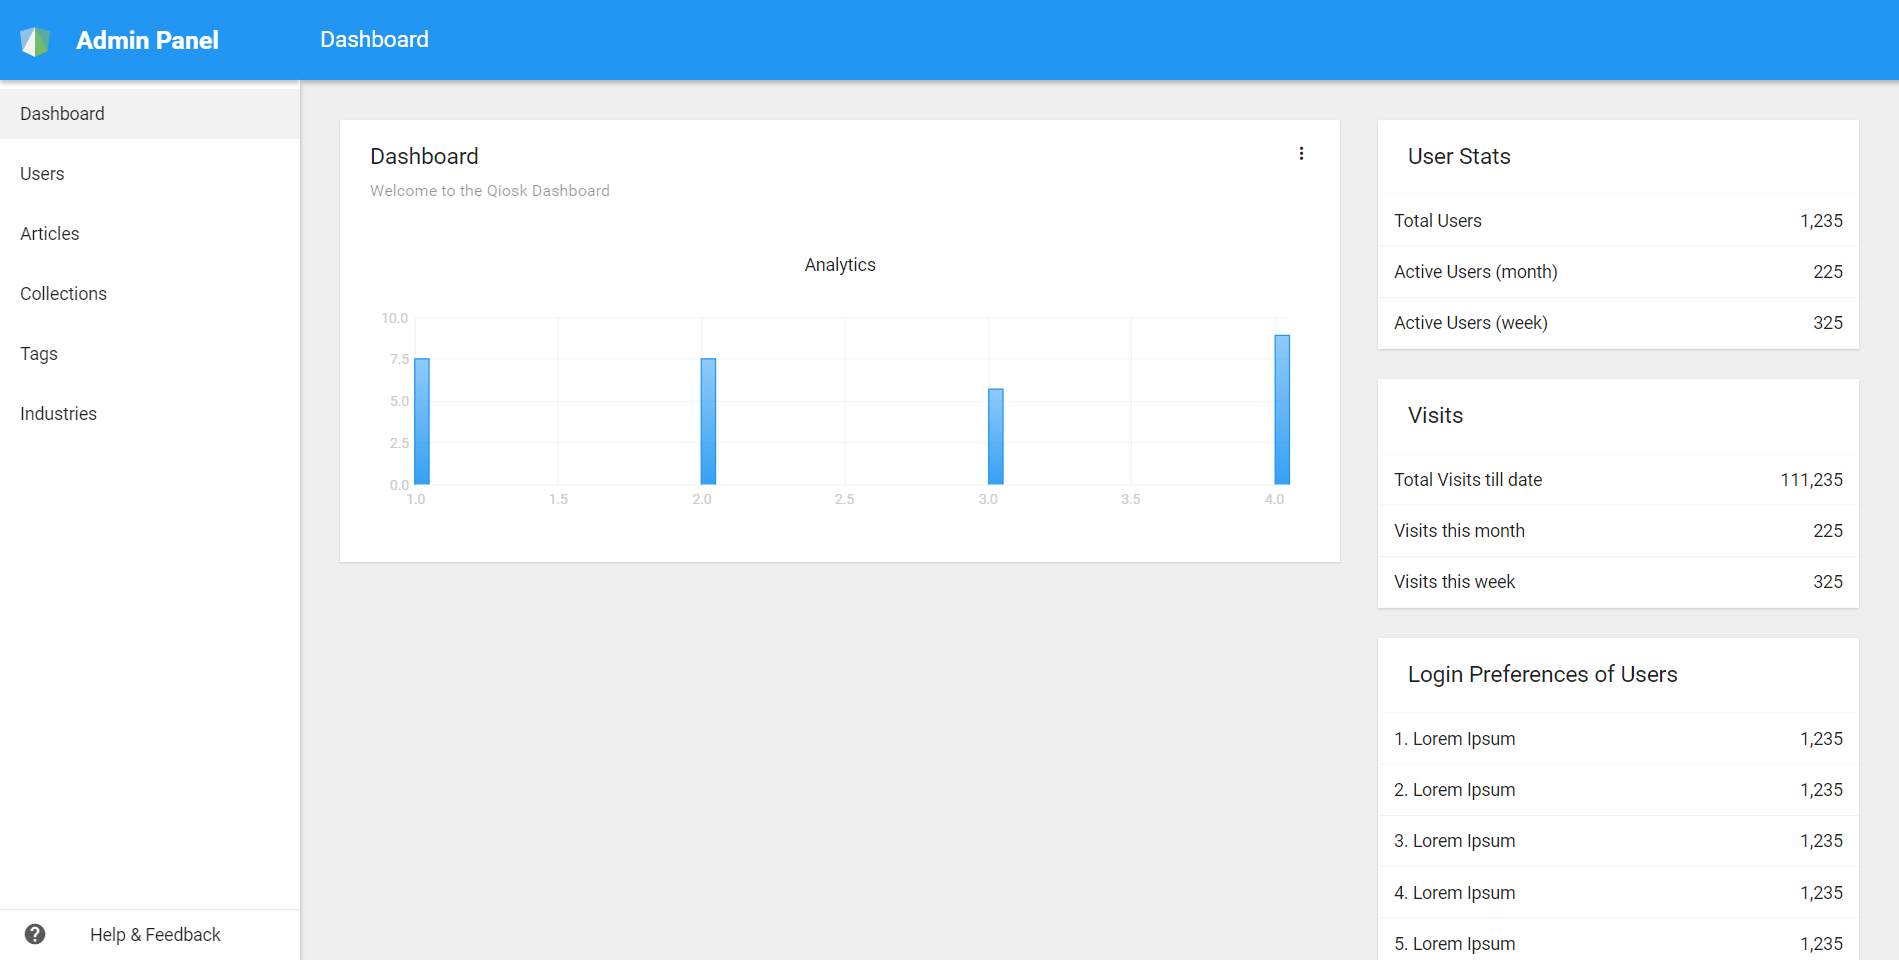 Admin Panel
Dashboard
Dashboard
Users
Articles
Collections
Tags
Industries
Help & Feedback
Dashboard
Welcome to the Qiosk Dashboard
Analytics
10.0
7.5
5.0
2.5
0.0
1.0 1.5 2.0 2.5 3.0 3.5 4.0
User Stats
Total Users 1,235
Active Users (month) 225
Active Users (week) 325
Visits
Total Visits till date 111,235
Visits this month 225
Visits this week 325
Login Preferences of Users
1. Lorem Ipsum 1,235
2. Lorem Ipsum 1,235
3. Lorem Ipsum 1,235
4. Lorem Ipsum 1,235
5. Lorem Ipsum 1,235